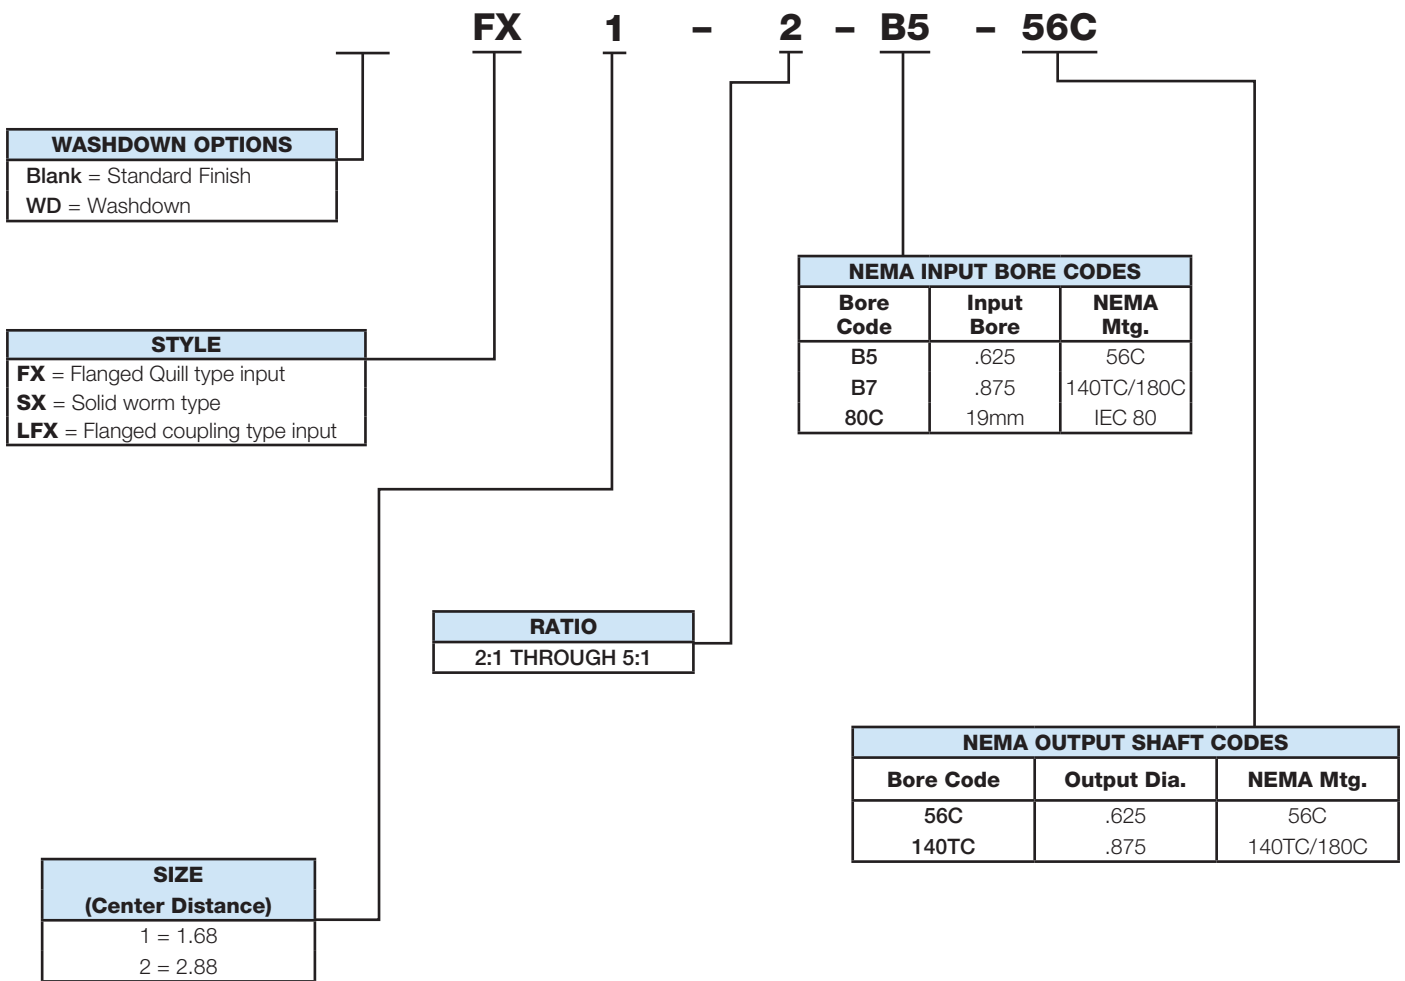 FX 1 – 2 – B5 – 56C
WASHDOWN OPTIONS
Blank = Standard Finish
WD = Washdown
STYLE
FX = Flanged Quill type input
SX = Solid worm type
LFX = Flanged coupling type input
NEMA INPUT BORE CODES
Bore Code Input Bore NEMA Mtg.
B5 .625 56C
B7 .875 140TC/180C
80C 19mm IEC 80
RATIO
2:1 THROUGH 5:1
NEMA OUTPUT SHAFT CODES
Bore Code Output Dia. NEMA Mtg.
56C .625 56C
140TC .875 140TC/180C
SIZE
(Center Distance)
1 = 1.68
2 = 2.88